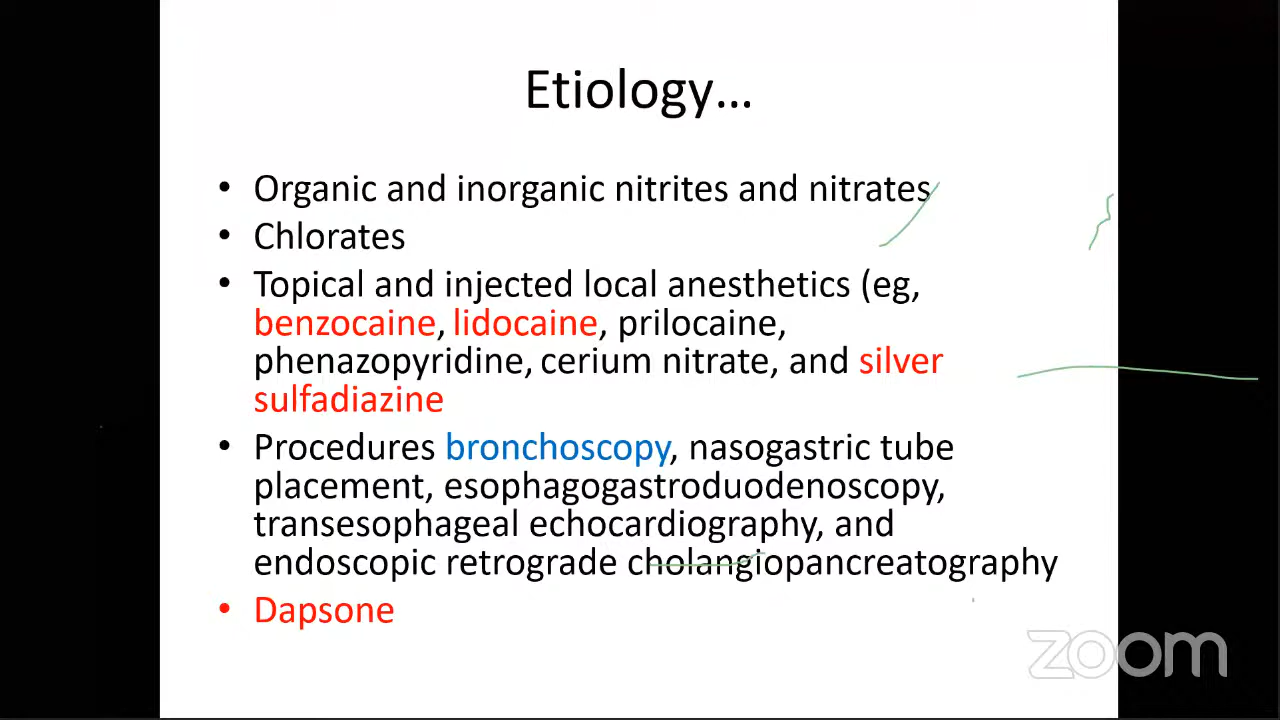 Etiology...
• Organic and inorganic nitrites and nitrates
• Chlorates
• Topical and injected local anesthetics (eg,
benzocaine, lidocaine, prilocaine,
phenazopyridine, cerium nitrate, and silver
sulfadiazine
• Procedures bronchoscopy, nasogastric tube
placement, esophagogastroduodenoscopy,
transesophageal echocardiography, and
endoscopic retrograde cholangiopancreatography
• Dapsone
zoom